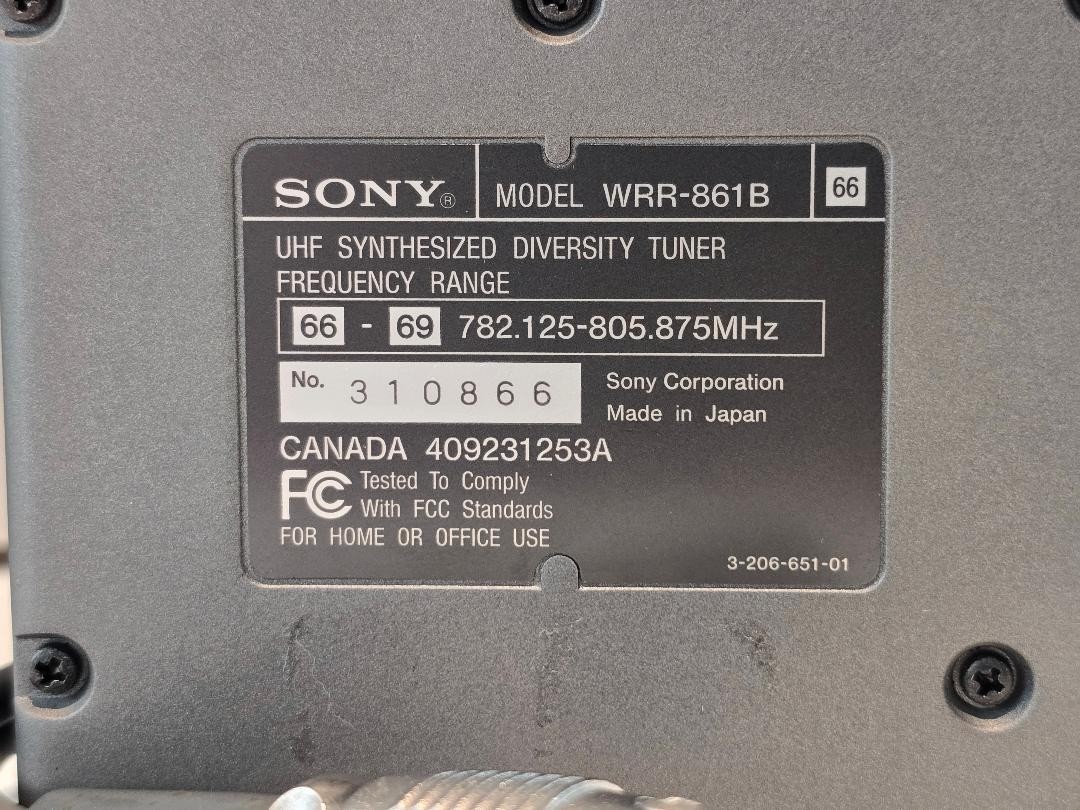 SONY® MODEL WRR-861B 66
UHF SYNTHESIZED DIVERSITY TUNER
FREQUENCY RANGE
66 - 69 782.125-805.875MHz
No. 310866
Sony Corporation
Made in Japan
CANADA 409231253A
FC Tested To Comply
With FCC Standards
FOR HOME OR OFFICE USE
3-206-651-01